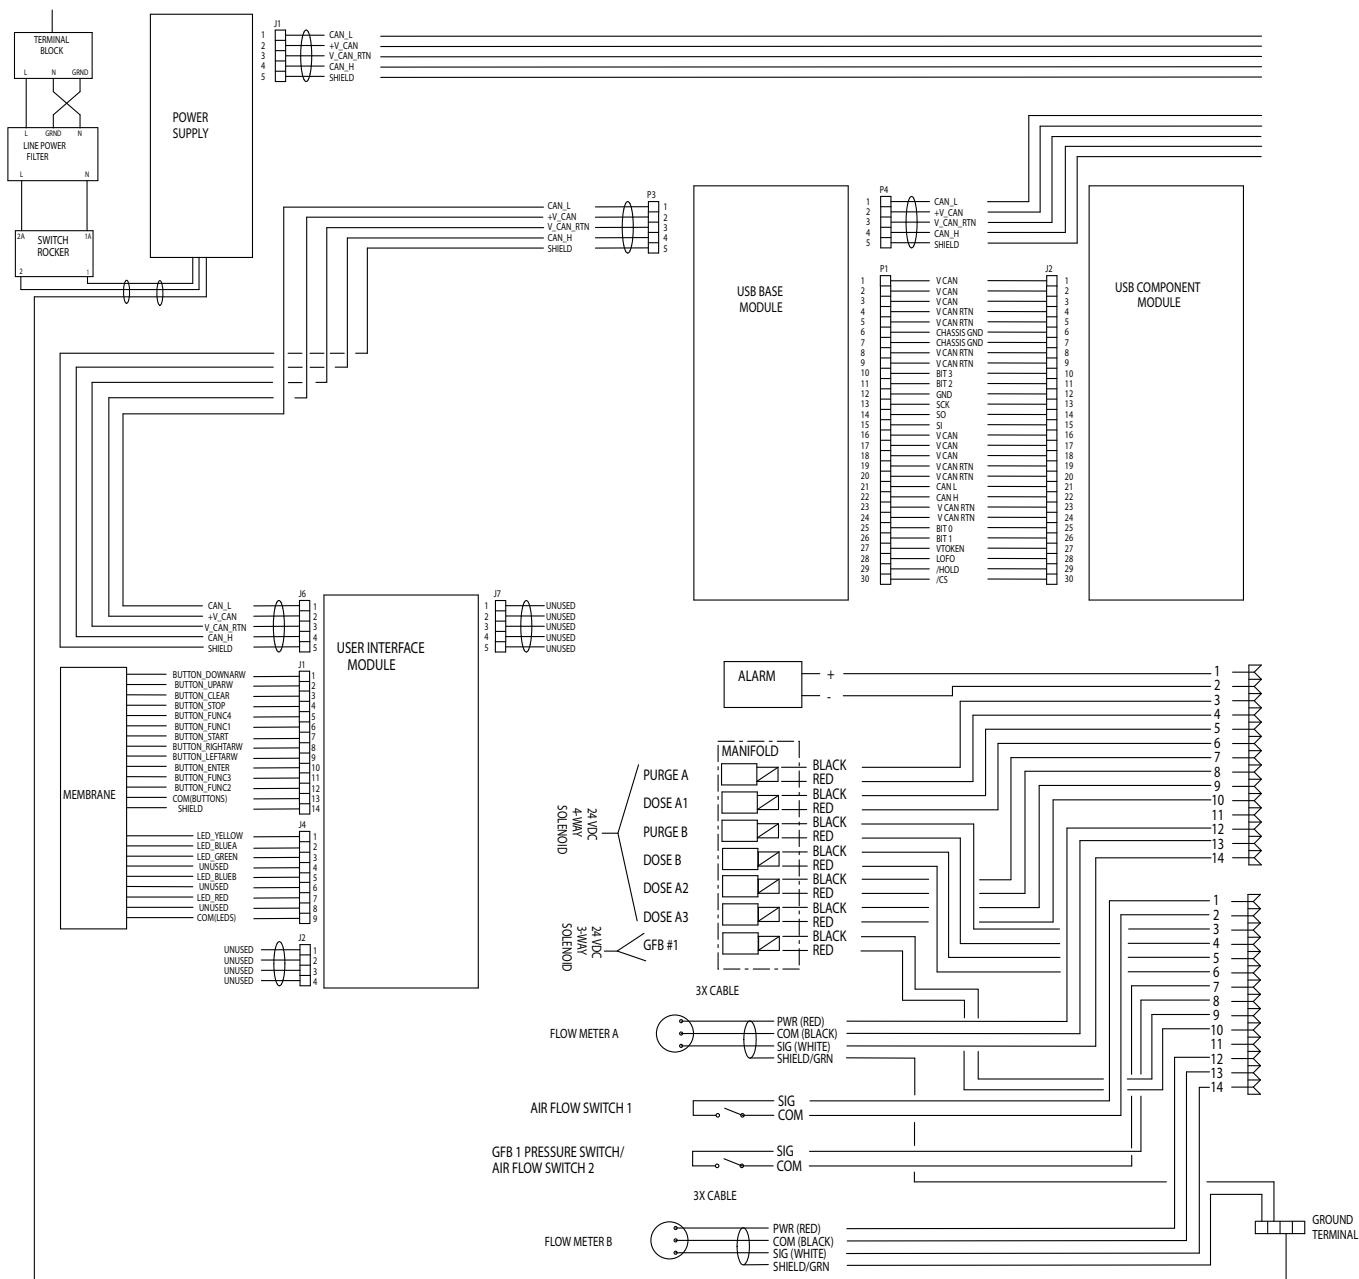 TERMINAL
BLOCK
L N GRND
L GRND N
LINE POWER
FILTER
L N
2A 1A
SWITCH
ROCKER
2 1
POWER
SUPPLY
J1
1 CAN_L
2 +V_CAN
3 V_CAN_RTN
4 CAN_H
5 SHIELD
P3
CAN_L 1
+V_CAN 2
V_CAN_RTN 3
CAN_H 4
SHIELD 5
USB BASE
MODULE
P4
1 CAN_L
2 +V_CAN
3 V_CAN_RTN
4 CAN_H
5 SHIELD
USB COMPONENT
MODULE
P1 J2
1 V CAN 1
2 V CAN 2
3 V CAN 3
4 V CAN RTN 4
5 V CAN RTN 5
6 CHASSIS GND 6
7 CHASSIS GND 7
8 V CAN RTN 8
9 V CAN RTN 9
10 BIT 3 10
11 BIT 2 11
12 GND 12
13 SCK 13
14 SO 14
15 SI 15
16 V CAN 16
17 V CAN 17
18 V CAN 18
19 V CAN RTN 19
20 V CAN RTN 20
21 CAN L 21
22 CAN H 22
23 V CAN RTN 23
24 V CAN RTN 24
25 BIT 0 25
26 BIT 1 26
27 VTOKEN 27
28 LOFO 28
29 /HOLD 29
30 /CS 30
J6
CAN_L 1
+V_CAN 2
V_CAN_RTN 3
CAN_H 4
SHIELD 5
USER INTERFACE
MODULE
J7
1 UNUSED
2 UNUSED
3 UNUSED
4 UNUSED
5 UNUSED
MEMBRANE
J1
BUTTON_DOWNARW 1
BUTTON_UPARW 2
BUTTON_CLEAR 3
BUTTON_STOP 4
BUTTON_FUNC4 5
BUTTON_FUNC1 6
BUTTON_START 7
BUTTON_RIGHTARW 8
BUTTON_LEFTARW 9
BUTTON_ENTER 10
BUTTON_FUNC3 11
BUTTON_FUNC2 12
COM(BUTTONS) 13
SHIELD 14
J4
LED_YELLOW 1
LED_BLUEA 2
LED_GREEN 3
UNUSED 4
LED_BLUEB 5
UNUSED 6
LED_RED 7
UNUSED 8
COM(LEDS) 9
J2
UNUSED 1
UNUSED 2
UNUSED 3
UNUSED 4
ALARM + -
MANIFOLD
24 VDC
4-WAY
SOLENOID
PURGE A BLACK
RED
DOSE A1 BLACK
RED
PURGE B BLACK
RED
DOSE B BLACK
RED
DOSE A2 BLACK
RED
DOSE A3 BLACK
RED
24 VDC
3-WAY
SOLENOID
GFB #1 BLACK
RED
1
2
3
4
5
6
7
8
9
10
11
12
13
14
1
2
3
4
5
6
7
8
9
10
11
12
13
14
3X CABLE
FLOW METER A
PWR (RED)
COM (BLACK)
SIG (WHITE)
SHIELD/GRN
AIR FLOW SWITCH 1
SIG
COM
GFB 1 PRESSURE SWITCH/
AIR FLOW SWITCH 2
SIG
COM
3X CABLE
FLOW METER B
PWR (RED)
COM (BLACK)
SIG (WHITE)
SHIELD/GRN
GROUND
TERMINAL